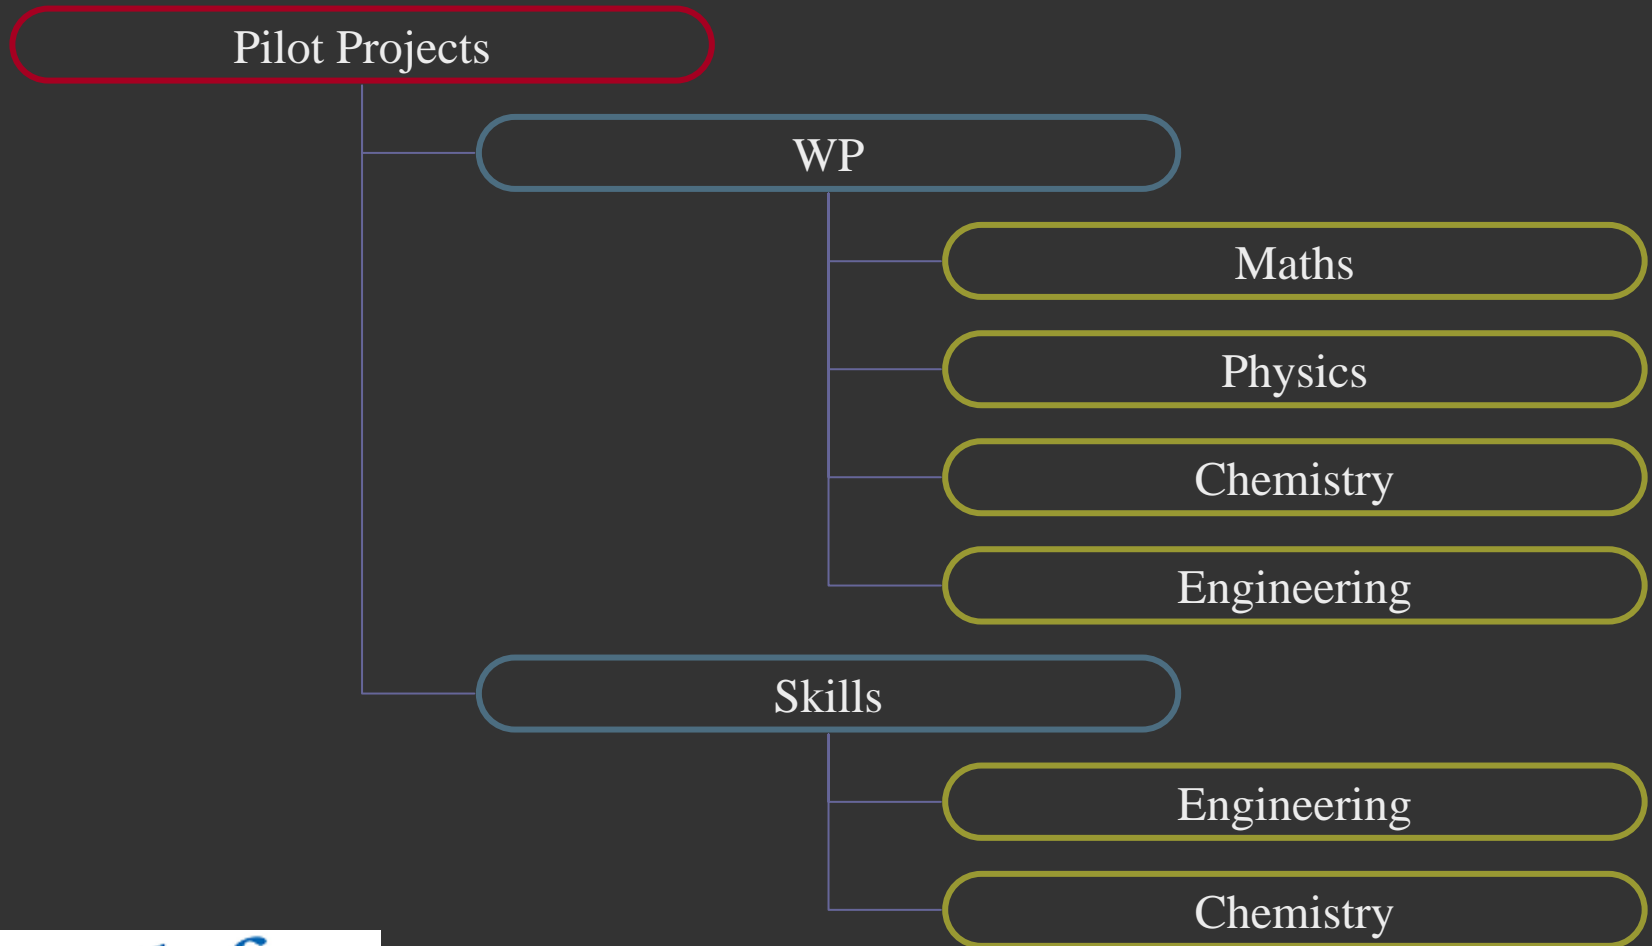 Pilot Projects
WP
Maths
Physics
Chemistry
Engineering
Skills
Engineering
Chemistry